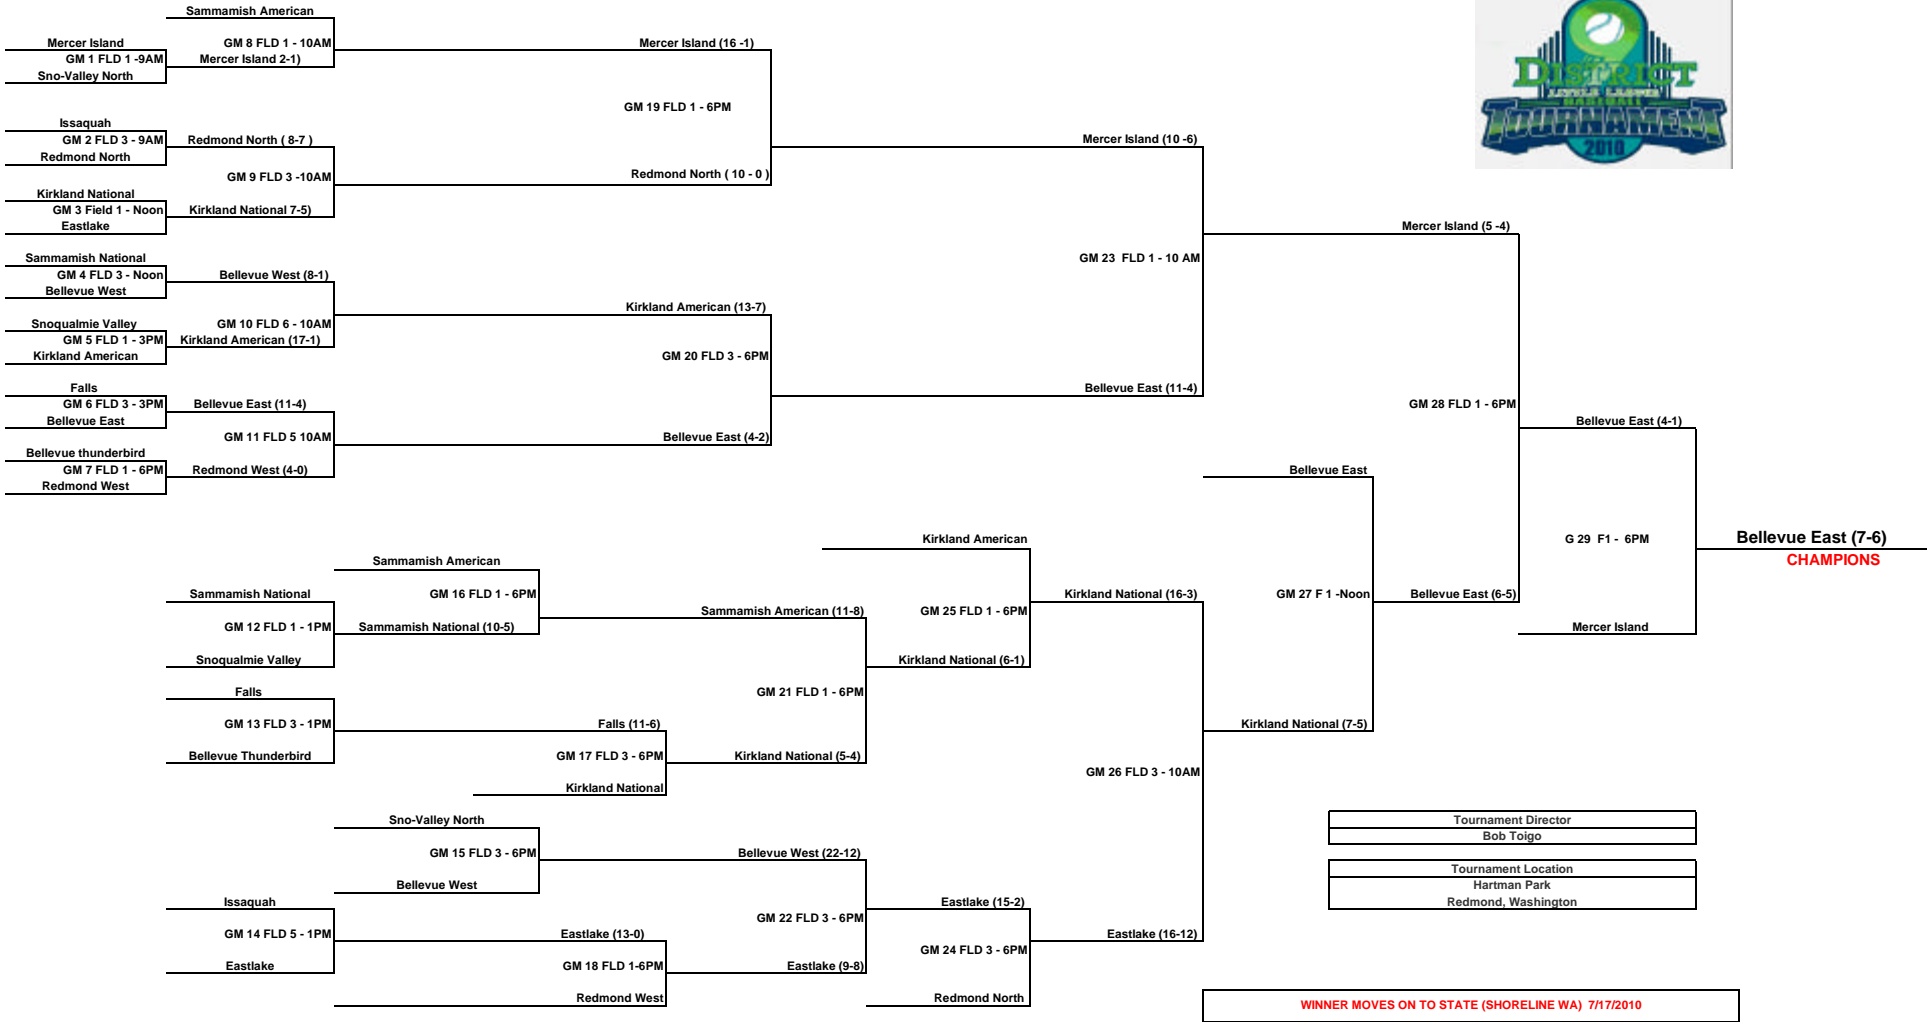 Sammamish American
Mercer Island
GM 8 FLD 1 - 10AM
Mercer Island (16 -1)
GM 1 FLD 1 -9AM
Mercer Island 2-1)
Sno-Valley North
GM 19 FLD 1 - 6PM
DISTRICT
LITTLE LEAGUE
BASEBALL
TOURNAMENT
2010
Issaquah
GM 2 FLD 3 - 9AM
Redmond North ( 8-7 )
Mercer Island (10 -6)
Redmond North
GM 9 FLD 3 -10AM
Redmond North ( 10 - 0 )
Kirkland National
GM 3 Field 1 - Noon
Kirkland National 7-5)
Eastlake
Mercer Island (5 -4)
Sammamish National
GM 23 FLD 1 - 10 AM
GM 4 FLD 3 - Noon
Bellevue West (8-1)
Bellevue West
Kirkland American (13-7)
Snoqualmie Valley
GM 10 FLD 6 - 10AM
GM 5 FLD 1 - 3PM
Kirkland American (17-1)
Kirkland American
GM 20 FLD 3 - 6PM
Falls
Bellevue East (11-4)
GM 6 FLD 3 - 3PM
Bellevue East (11-4)
GM 28 FLD 1 - 6PM
Bellevue East
Bellevue East (4-1)
GM 11 FLD 5 10AM
Bellevue East (4-2)
Bellevue thunderbird
GM 7 FLD 1 - 6PM
Redmond West (4-0)
Bellevue East
Redmond West
Kirkland American
G 29 F1 - 6PM
Bellevue East (7-6)
CHAMPIONS
Sammamish American
Sammamish National
GM 16 FLD 1 - 6PM
Kirkland National (16-3)
GM 27 F 1 -Noon
Bellevue East (6-5)
Sammamish American (11-8)
GM 25 FLD 1 - 6PM
GM 12 FLD 1 - 1PM
Sammamish National (10-5)
Mercer Island
Snoqualmie Valley
Kirkland National (6-1)
Falls
GM 21 FLD 1 - 6PM
GM 13 FLD 3 - 1PM
Falls (11-6)
Kirkland National (7-5)
Bellevue Thunderbird
GM 17 FLD 3 - 6PM
Kirkland National (5-4)
GM 26 FLD 3 - 10AM
Kirkland National
Sno-Valley North
Tournament Director
Bob Toigo
GM 15 FLD 3 - 6PM
Bellevue West (22-12)
Tournament Location
Bellevue West
Hartman Park
Issaquah
Eastlake (15-2)
Redmond, Washington
GM 22 FLD 3 - 6PM
GM 14 FLD 5 - 1PM
Eastlake (13-0)
Eastlake (16-12)
GM 24 FLD 3 - 6PM
Eastlake
GM 18 FLD 1-6PM
Eastlake (9-8)
Redmond West
Redmond North
WINNER MOVES ON TO STATE (SHORELINE WA) 7/17/2010